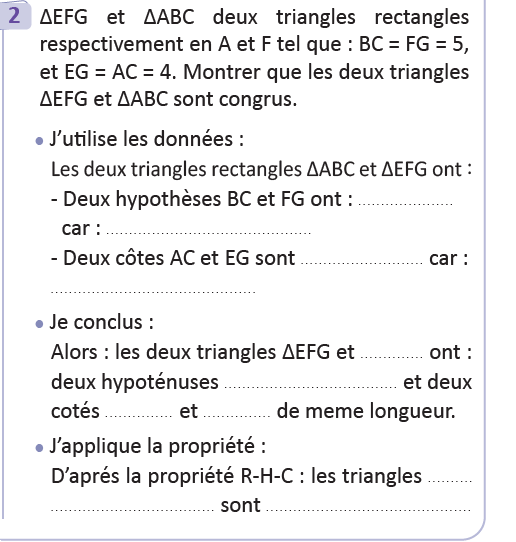 2 ΔEFG et ΔABC deux triangles rectangles
respectivement en A et F tel que : BC = FG = 5,
et EG = AC = 4. Montrer que les deux triangles
ΔEFG et ΔABC sont congrus.
• J’utilise les données :
Les deux triangles rectangles ΔABC et ΔEFG ont :
- Deux hypothèses BC et FG ont : .....................
car : ..............................................
- Deux côtes AC et EG sont ........................... car :
..............................................
• Je conclus :
Alors : les deux triangles ΔEFG et .............. ont :
deux hypoténuses ...................................... et deux
cotés ............... et ............... de meme longueur.
• J’applique la propriété :
D’aprés la propriété R-H-C : les triangles ..........
.................................... sont ..............................................